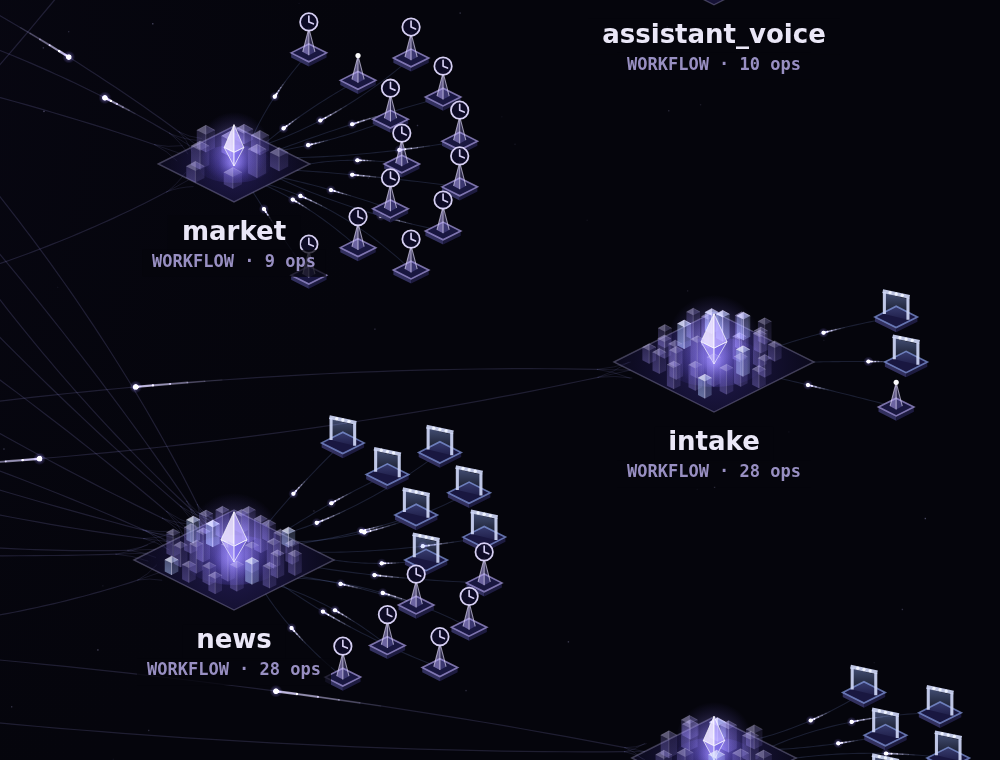 assistant_voice
WORKFLOW · 10 ops
market
WORKFLOW · 9 ops
intake
WORKFLOW · 28 ops
news
WORKFLOW · 28 ops